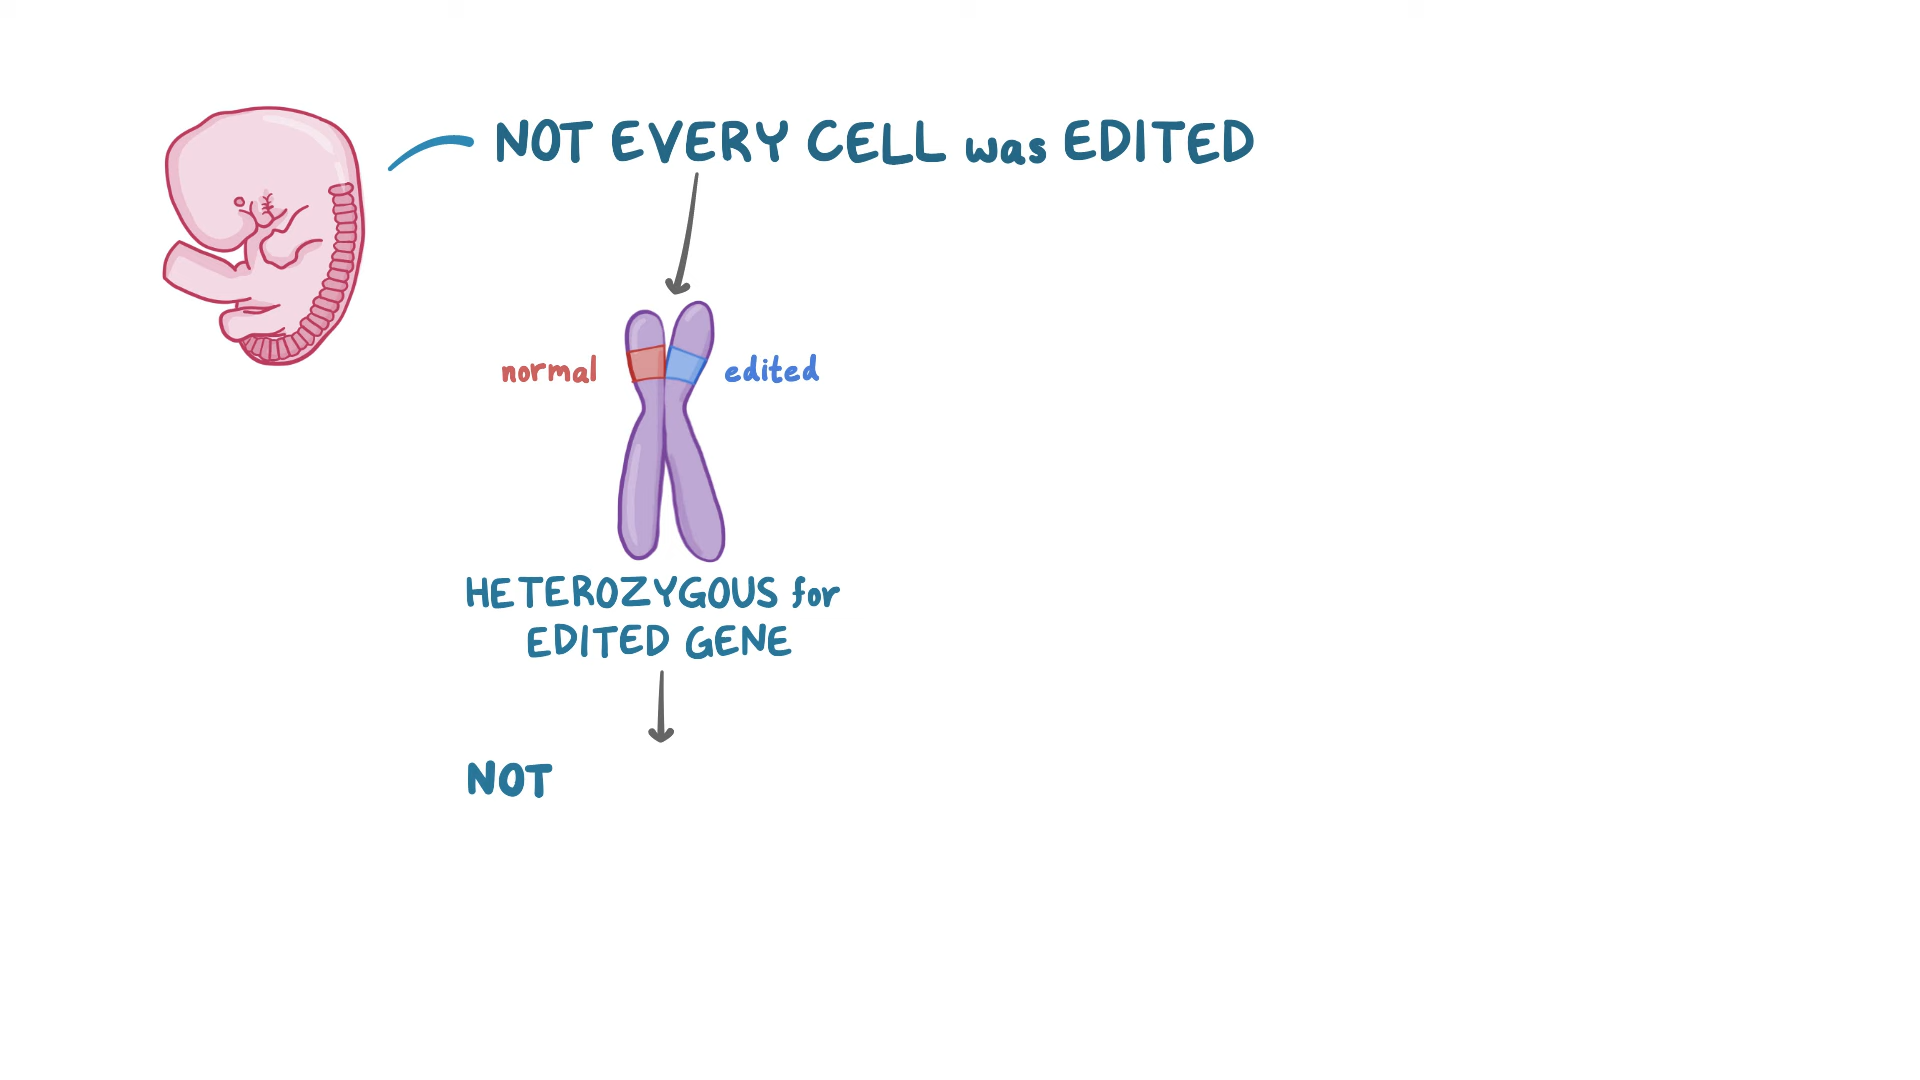 NOT EVERY CELL was EDITED
normal
edited
HETEROZYGOUS for
EDITED GENE
NOT